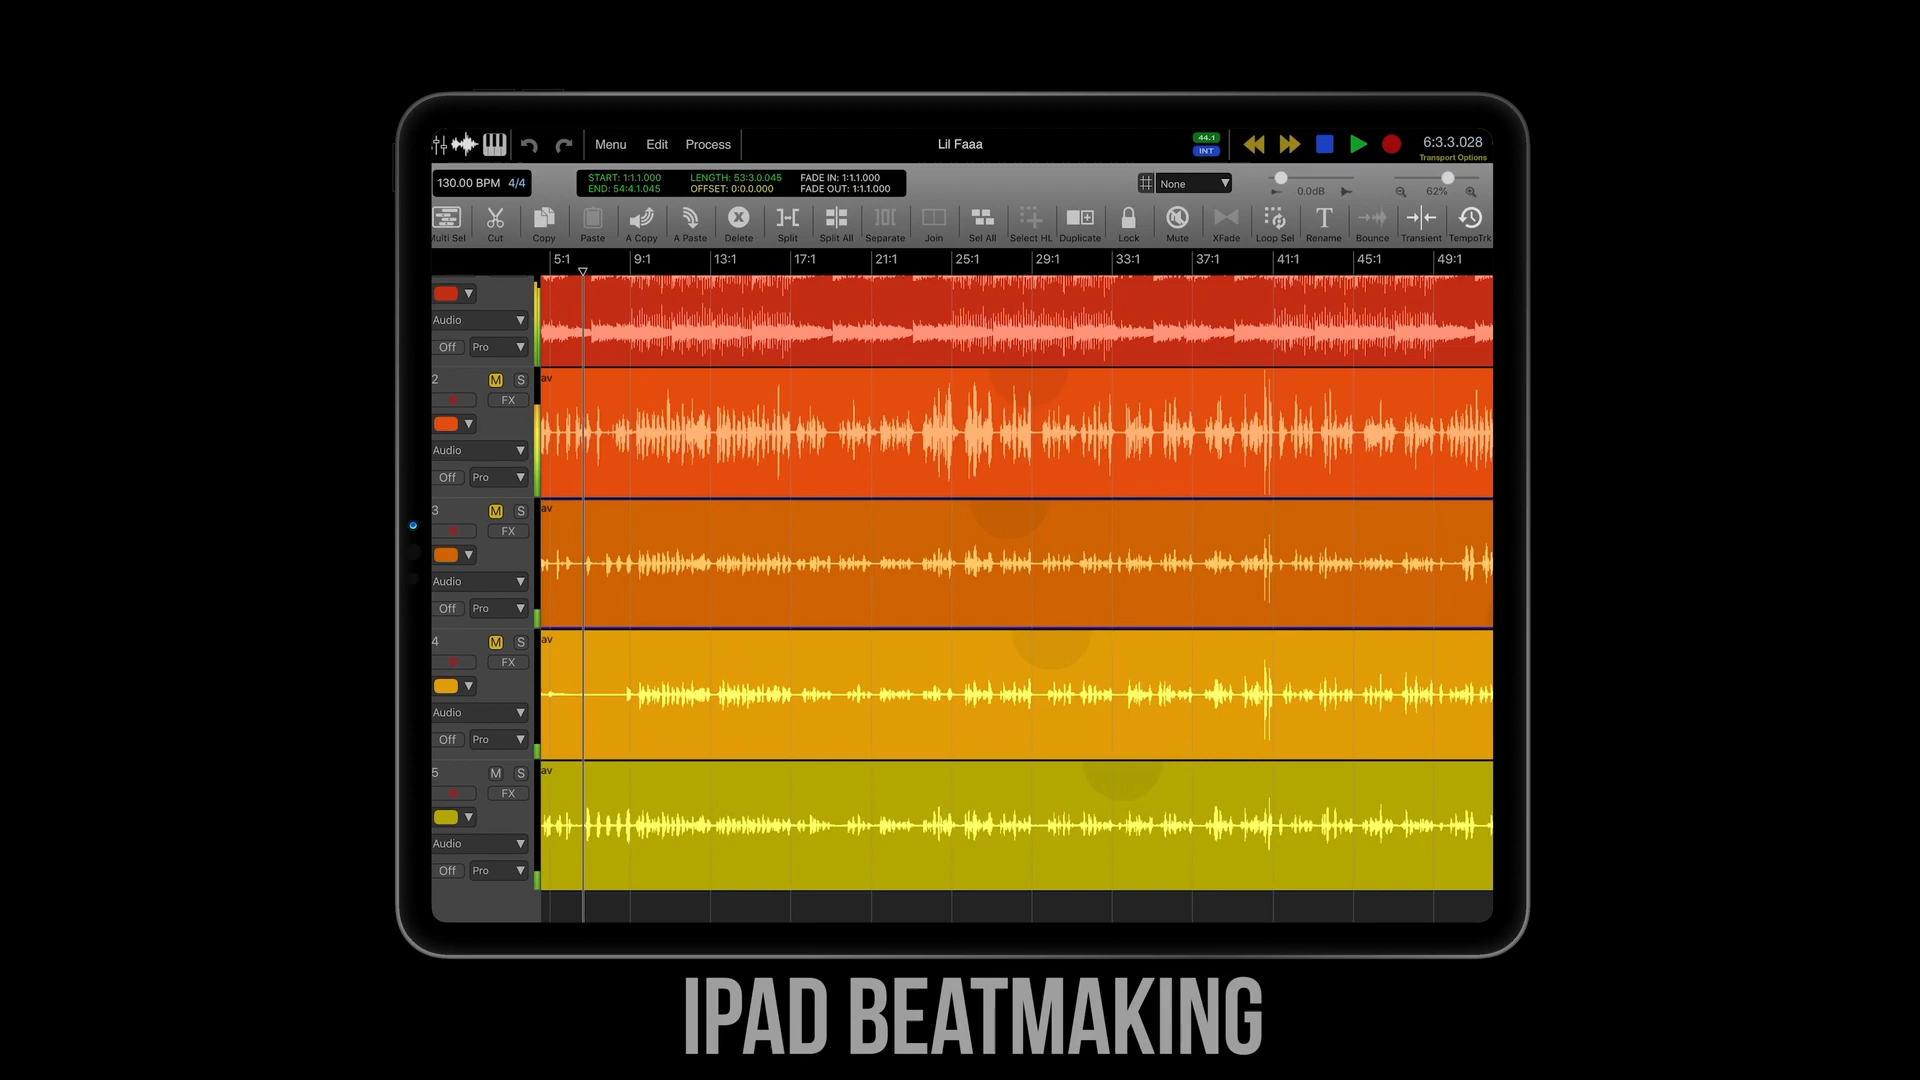 Menu Edit Process
Lil Faaa
44.1
INT
6:3.3.028
Transport Options
130.00 BPM 4/4
START: 1:1.1.000 LENGTH: 53:3.0.045 FADE IN: 1:1.1.000
END: 54:4.1.045 OFFSET: 0:0.0.000 FADE OUT: 1:1.1.000
None
0.0dB
62%
Multi Sel Cut Copy Paste A Copy A Paste Delete Split Split All Separate Join Sel All Select HL Duplicate Lock Mute XFade Loop Sel Rename Bounce Transient TempoTrk
5:1 9:1 13:1 17:1 21:1 25:1 29:1 33:1 37:1 41:1 45:1 49:1
Audio
Off Pro
2 M S
av
FX
Audio
Off Pro
3 M S
av
FX
Audio
Off Pro
4 M S
av
FX
Audio
Off Pro
5 M S
av
FX
Audio
Off Pro
IPAD BEATMAKING